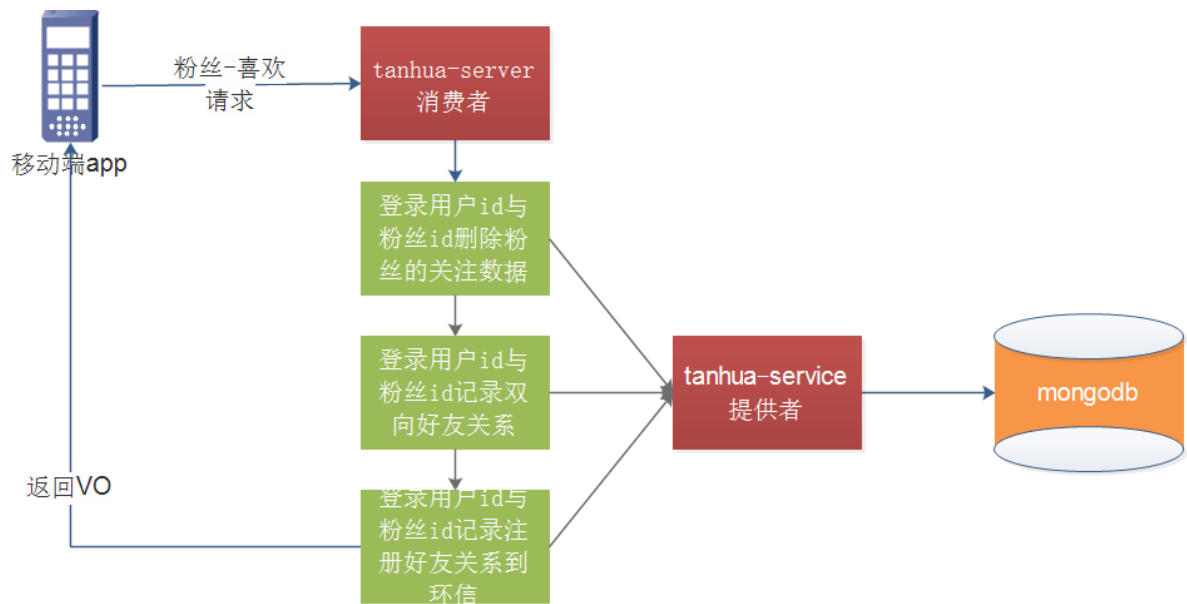 粉丝-喜欢
请求
tanhua-server
消费者
移动端app
登录用户id与
粉丝id删除粉
丝的关注数据
登录用户id与
粉丝id记录双
向好友关系
tanhua-service
提供者
mongodb
返回VO
登录用户id与
粉丝id记录注
册好友关系到
环信